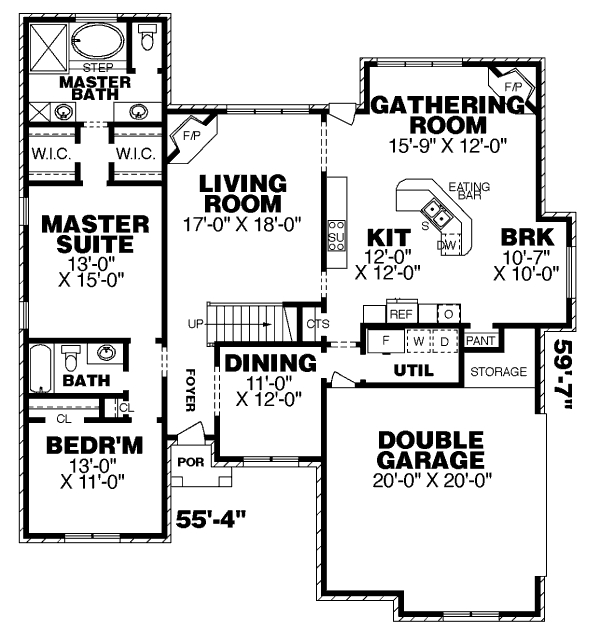 STEP
MASTER
BATH
F/P
GATHERING
ROOM
15'-9" X 12'-0"
F/P
W.I.C.
W.I.C.
LIVING
ROOM
17'-0" X 18'-0"
EATING
BAR
S
DW
MASTER
SUITE
13'-0"
X 15'-0"
SU
KIT
12'-0"
X 12'-0"
BRK
10'-7"
X 10'-0"
UP
CTS
REF
O
F
W
D
PANT
UTIL
STORAGE
59'-7"
DINING
11'-0"
X 12'-0"
FOYER
BATH
CL
CL
BEDR'M
13'-0"
X 11'-0"
POR
DOUBLE
GARAGE
20'-0" X 20'-0"
55'-4"